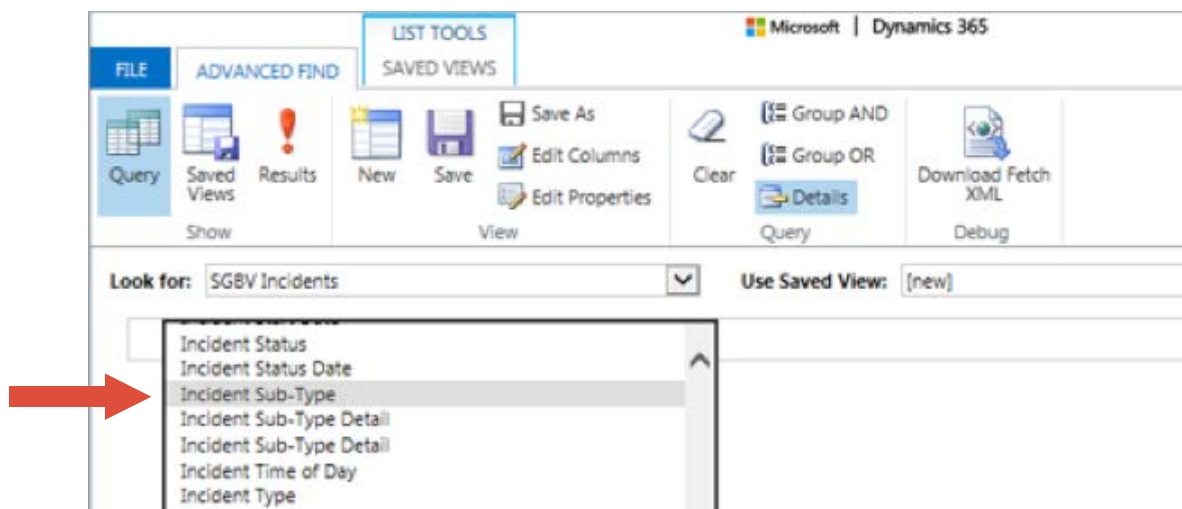 LIST TOOLS
Microsoft | Dynamics 365
FILE
ADVANCED FIND
SAVED VIEWS
Query
Saved Views
Results
New
Save
Save As
Edit Columns
Edit Properties
Clear
Group AND
Group OR
Details
Download Fetch XML
Show
View
Query
Debug
Look for: SGBV Incidents
Use Saved View: [new]
Incident Status
Incident Status Date
Incident Sub-Type
Incident Sub-Type Detail
Incident Sub-Type Detail
Incident Time of Day
Incident Type